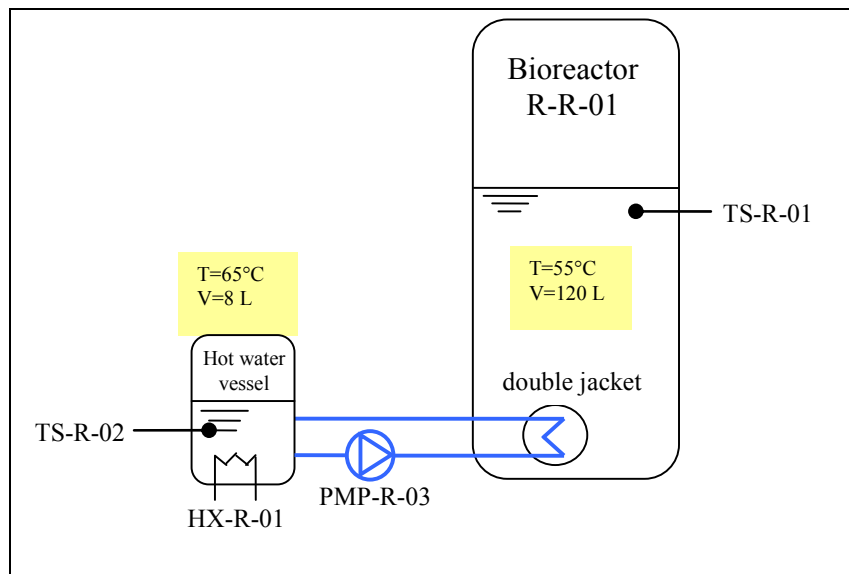 Bioreactor
R-R-01
TS-R-01
T=65°C
V=8 L
T=55°C
V=120 L
Hot water
vessel
double jacket
TS-R-02
PMP-R-03
HX-R-01